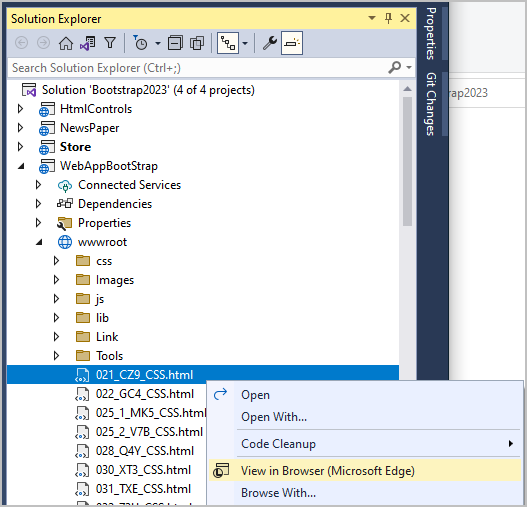 Solution Explorer
Search Solution Explorer (Ctrl+;)
Solution 'Bootstrap2023' (4 of 4 projects)
HtmlControls
NewsPaper
Store
WebAppBootStrap
Connected Services
Dependencies
Properties
wwwroot
css
Images
js
lib
Link
Tools
021_CZ9_CSS.html
022_GC4_CSS.html
025_1_MK5_CSS.html
025_2_V7B_CSS.html
028_Q4Y_CSS.html
030_XT3_CSS.html
031_TXE_CSS.html
Open
Open With...
Code Cleanup
View in Browser (Microsoft Edge)
Browse With...
Properties
Git Changes
rap2023